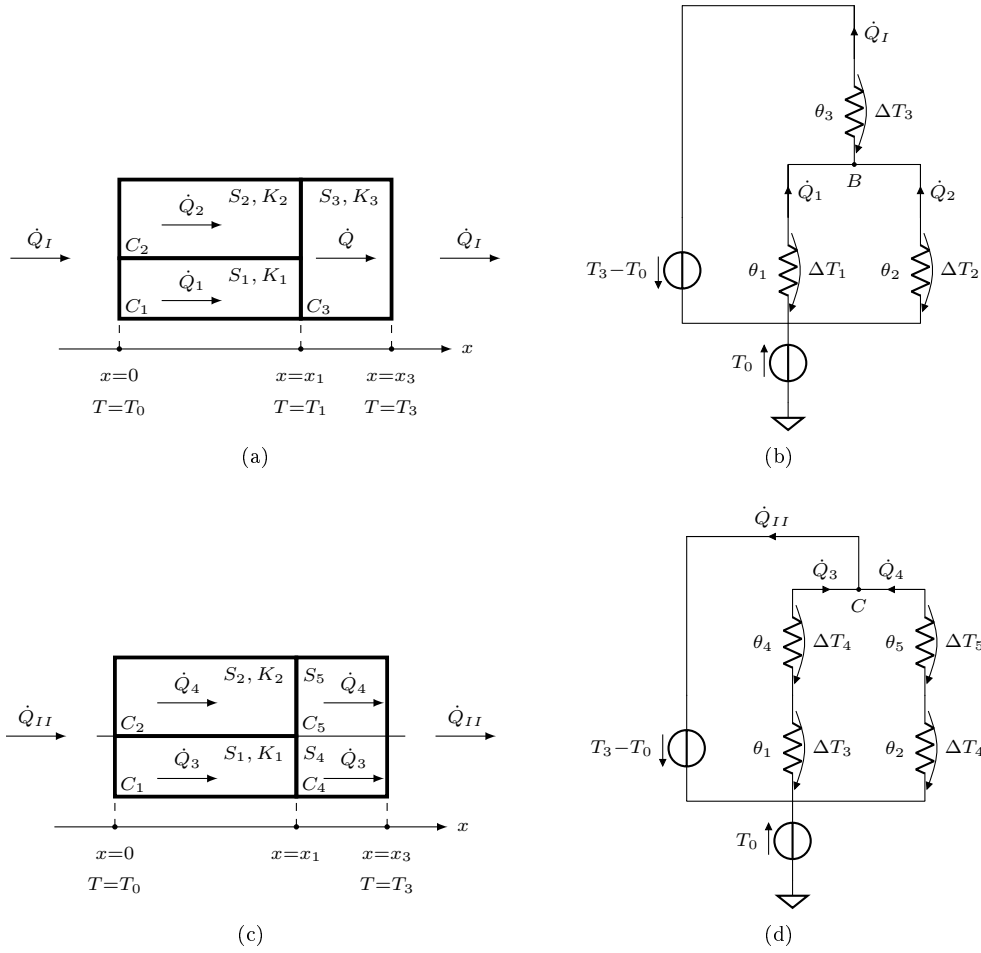 Q̇_I
Q̇_2
S_2, K_2
S_3, K_3
Q̇
Q̇_I
C_2
Q̇_1
S_1, K_1
C_1
C_3
x
x=0
x=x_1
x=x_3
T=T_0
T=T_1
T=T_3
(a)
Q̇_I
θ_3
ΔT_3
B
Q̇_1
Q̇_2
T_3−T_0
θ_1
ΔT_1
θ_2
ΔT_2
T_0
(b)
Q̇_II
S_2, K_2
S_5
Q̇_4
Q̇_4
C_2
C_5
Q̇_II
S_1, K_1
S_4
Q̇_3
Q̇_3
C_1
C_4
x
x=0
x=x_1
x=x_3
T=T_0
T=T_3
(c)
Q̇_II
Q̇_3
Q̇_4
C
θ_4
ΔT_4
θ_5
ΔT_5
T_3−T_0
θ_1
ΔT_3
θ_2
ΔT_4
T_0
(d)